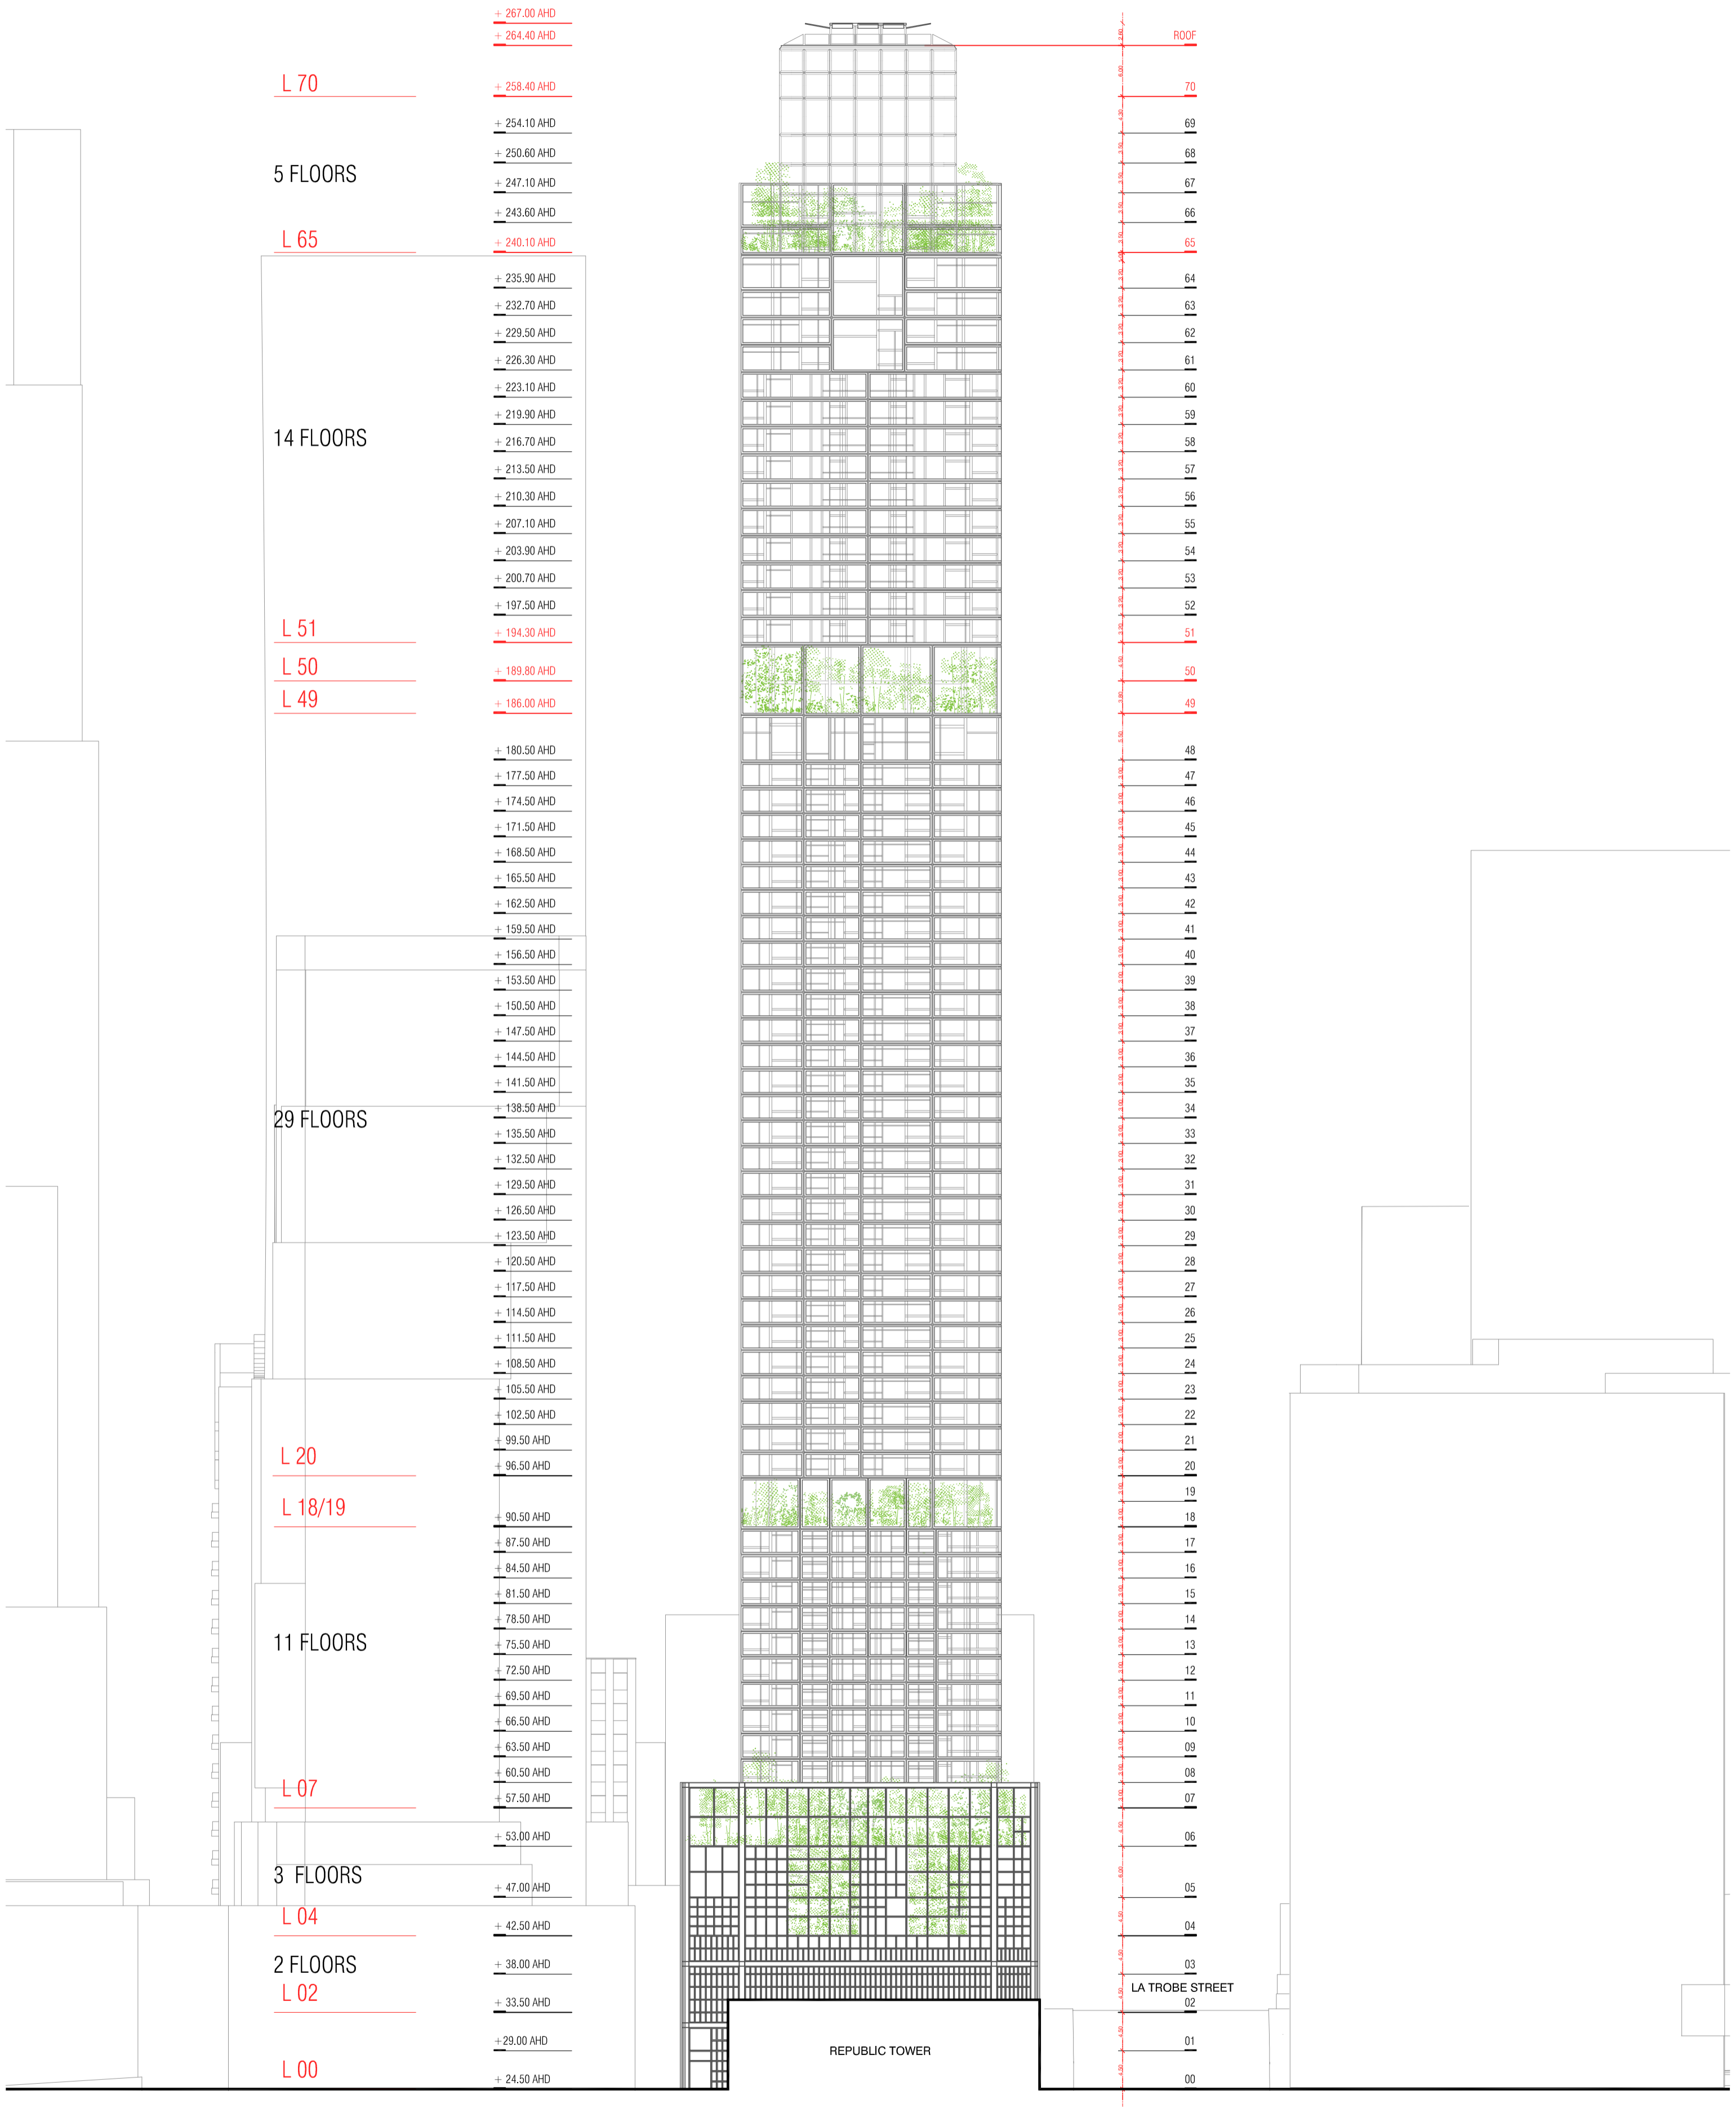 + 267.00 AHD
+ 264.40 AHD ROOF
L 70 + 258.40 AHD 70
+ 254.10 AHD 69
+ 250.60 AHD 68
5 FLOORS
+ 247.10 AHD 67
+ 243.60 AHD 66
L 65 + 240.10 AHD 65
+ 235.90 AHD 64
+ 232.70 AHD 63
+ 229.50 AHD 62
+ 226.30 AHD 61
+ 223.10 AHD 60
+ 219.90 AHD 59
14 FLOORS
+ 216.70 AHD 58
+ 213.50 AHD 57
+ 210.30 AHD 56
+ 207.10 AHD 55
+ 203.90 AHD 54
+ 200.70 AHD 53
+ 197.50 AHD 52
L 51 + 194.30 AHD 51
L 50 + 189.80 AHD 50
L 49 + 186.00 AHD 49
+ 180.50 AHD 48
+ 177.50 AHD 47
+ 174.50 AHD 46
+ 171.50 AHD 45
+ 168.50 AHD 44
+ 165.50 AHD 43
+ 162.50 AHD 42
+ 159.50 AHD 41
+ 156.50 AHD 40
+ 153.50 AHD 39
+ 150.50 AHD 38
+ 147.50 AHD 37
+ 144.50 AHD 36
+ 141.50 AHD 35
+ 138.50 AHD 34
29 FLOORS
+ 135.50 AHD 33
+ 132.50 AHD 32
+ 129.50 AHD 31
+ 126.50 AHD 30
+ 123.50 AHD 29
+ 120.50 AHD 28
+ 117.50 AHD 27
+ 114.50 AHD 26
+ 111.50 AHD 25
+ 108.50 AHD 24
+ 105.50 AHD 23
+ 102.50 AHD 22
+ 99.50 AHD 21
L 20 + 96.50 AHD 20
19
L 18/19 + 90.50 AHD 18
+ 87.50 AHD 17
+ 84.50 AHD 16
+ 81.50 AHD 15
+ 78.50 AHD 14
11 FLOORS
+ 75.50 AHD 13
+ 72.50 AHD 12
+ 69.50 AHD 11
+ 66.50 AHD 10
+ 63.50 AHD 09
+ 60.50 AHD 08
L 07 + 57.50 AHD 07
+ 53.00 AHD 06
3 FLOORS
+ 47.00 AHD 05
L 04 + 42.50 AHD 04
2 FLOORS + 38.00 AHD 03
LA TROBE STREET
L 02 + 33.50 AHD 02
+ 29.00 AHD 01
REPUBLIC TOWER
L 00 + 24.50 AHD 00